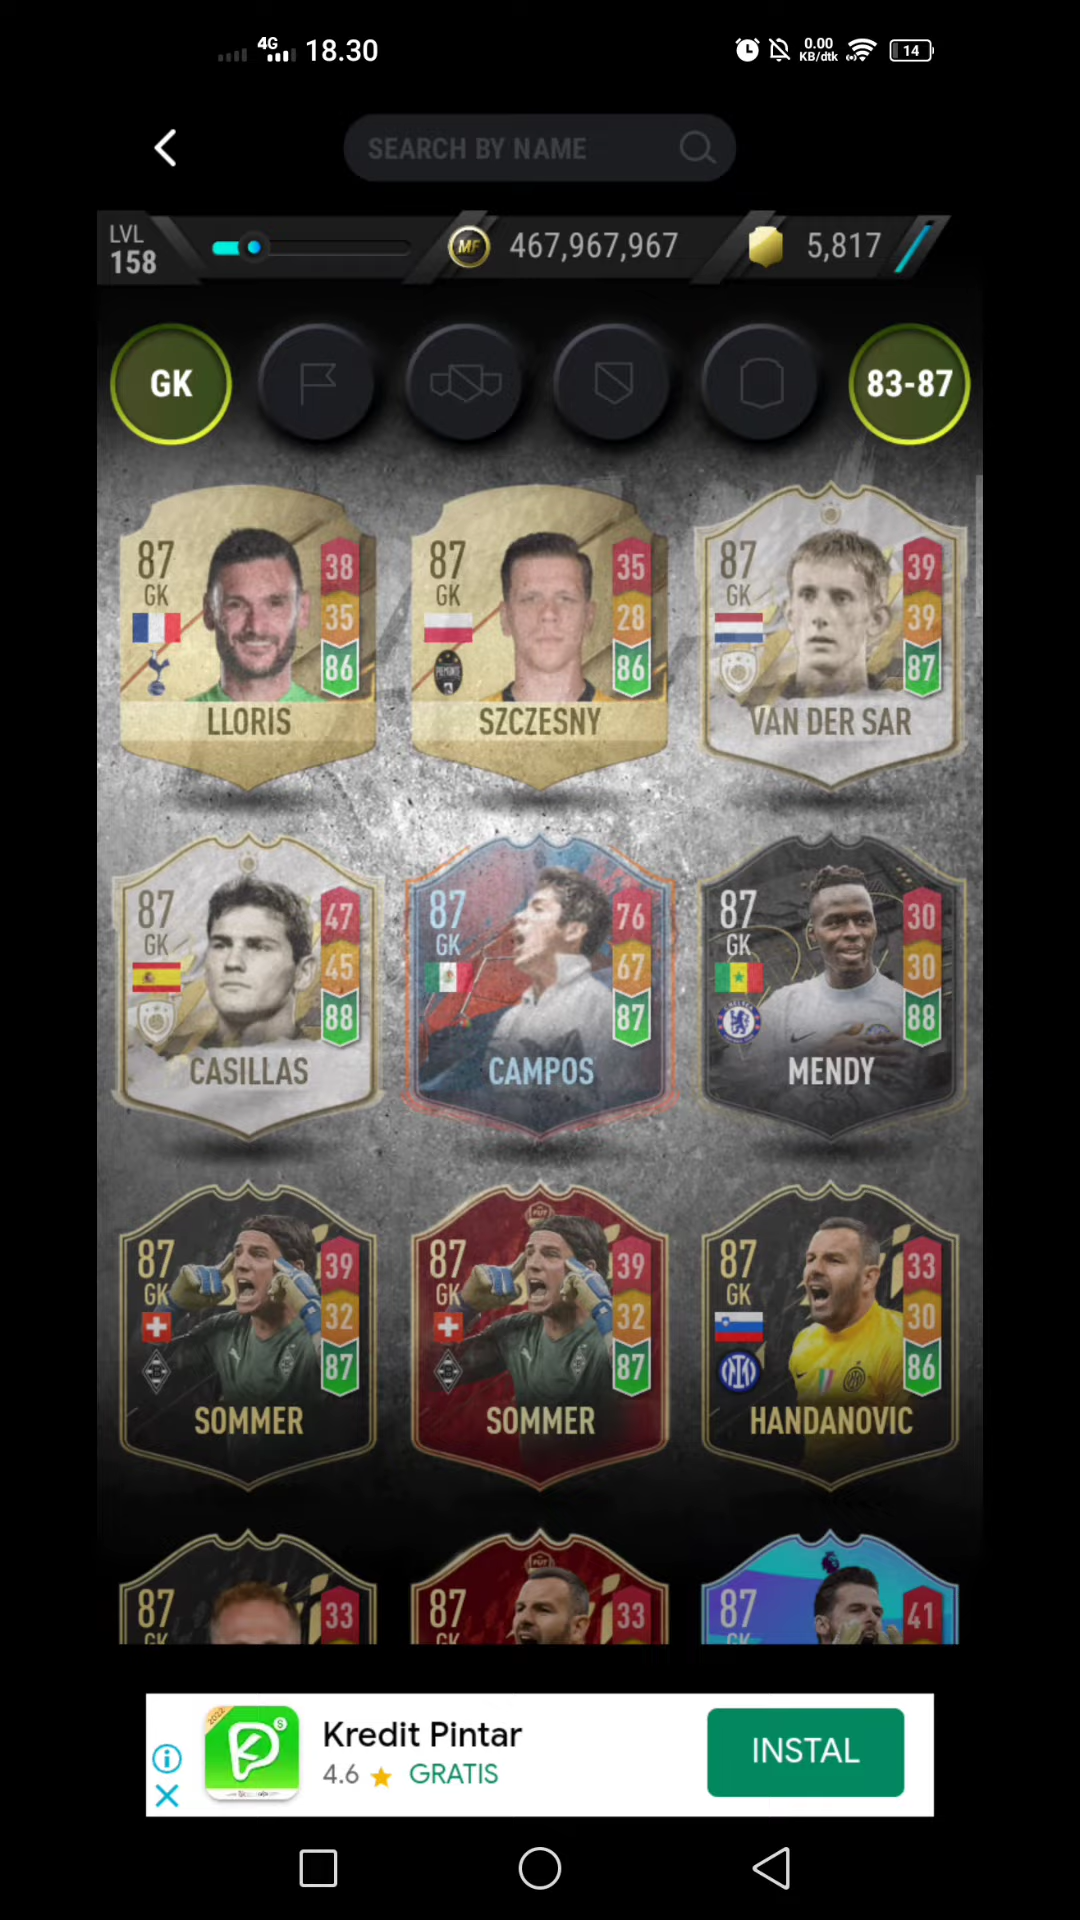 4G 18.30 0.00 KB/dtk 14
SEARCH BY NAME
LVL 158 MF 467,967,967 5,817
GK 83-87
87 GK 38 35 86 LLORIS
87 GK 35 28 86 SZCZESNY
87 GK 39 39 87 VAN DER SAR
87 GK 47 45 88 CASILLAS
87 GK 76 67 87 CAMPOS
87 GK 30 30 88 MENDY
87 GK 39 32 87 SOMMER
87 GK 39 32 87 SOMMER
87 GK 33 30 86 HANDANOVIC
87 GK 33
87 GK 33
87 GK 41
Kredit Pintar
4.6 GRATIS
INSTAL